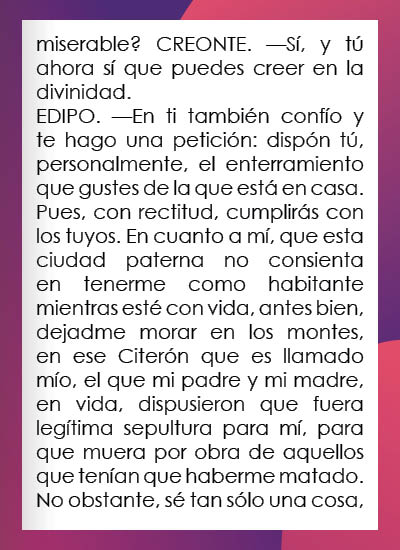 miserable? CREONTE. —Sí, y tú
ahora sí que puedes creer en la
divinidad.
EDIPO. —En ti también confío y
te hago una petición: dispón tú,
personalmente, el enterramiento
que gustes de la que está en casa.
Pues, con rectitud, cumplirás con
los tuyos. En cuanto a mí, que esta
ciudad paterna no consienta
en tenerme como habitante
mientras esté con vida, antes bien,
dejadme morar en los montes,
en ese Citerón que es llamado
mío, el que mi padre y mi madre,
en vida, dispusieron que fuera
legítima sepultura para mí, para
que muera por obra de aquellos
que tenían que haberme matado.
No obstante, sé tan sólo una cosa,